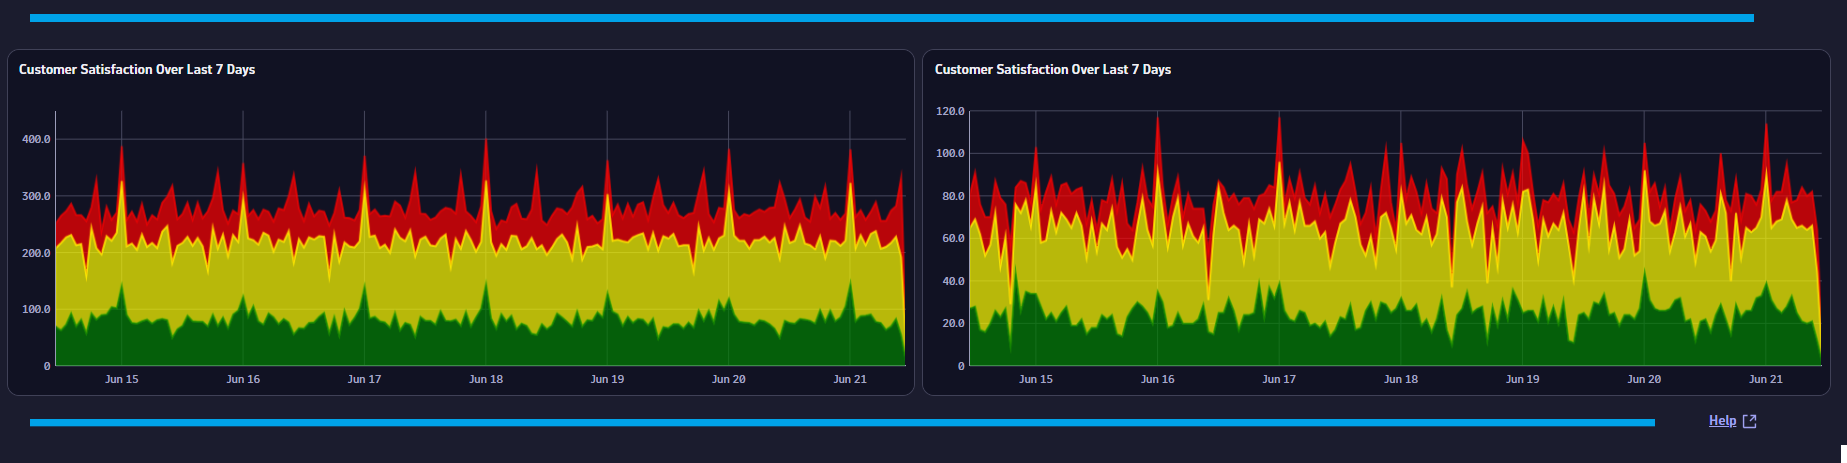 Customer Satisfaction Over Last 7 Days
400.0
300.0
200.0
100.0
0
Jun 15 Jun 16 Jun 17 Jun 18 Jun 19 Jun 20 Jun 21
Customer Satisfaction Over Last 7 Days
120.0
100.0
80.0
60.0
40.0
20.0
0
Jun 15 Jun 16 Jun 17 Jun 18 Jun 19 Jun 20 Jun 21
Help